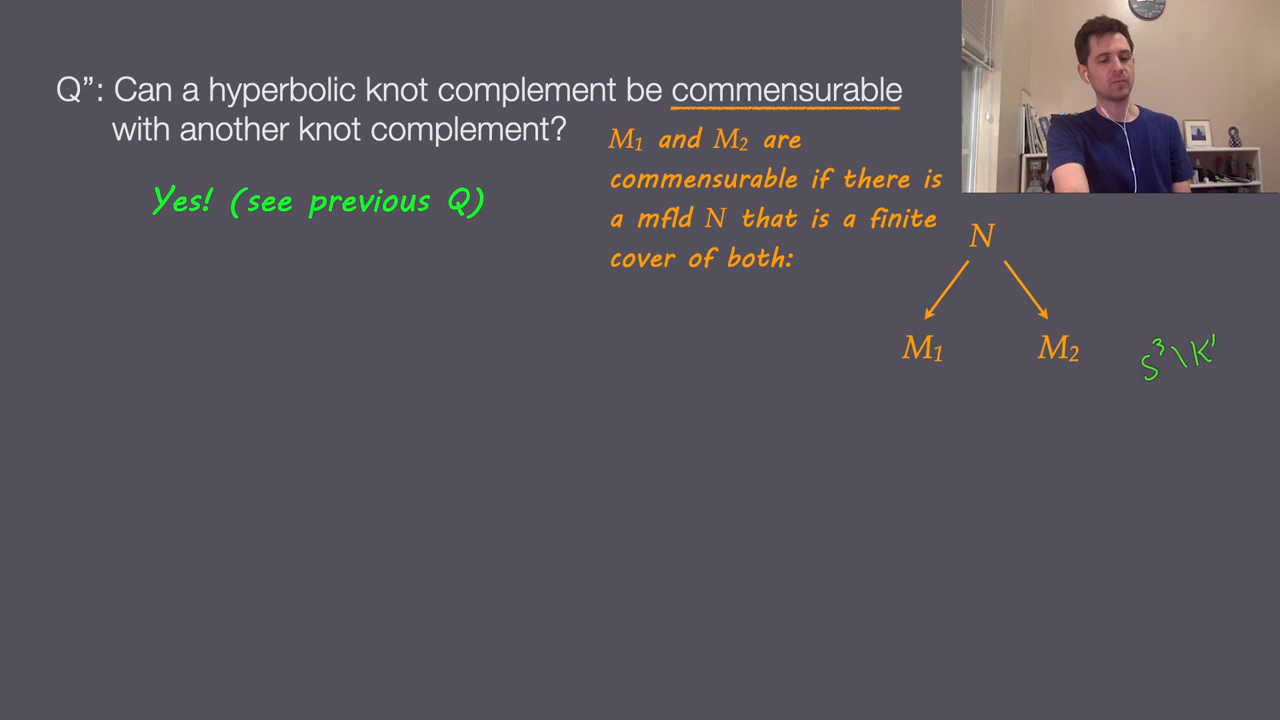 Q”: Can a hyperbolic knot complement be commensurable
with another knot complement?
Yes! (see previous Q)
M₁ and M₂ are
commensurable if there is
a mfld N that is a finite
cover of both:
N
M₁ M₂
S³\K'